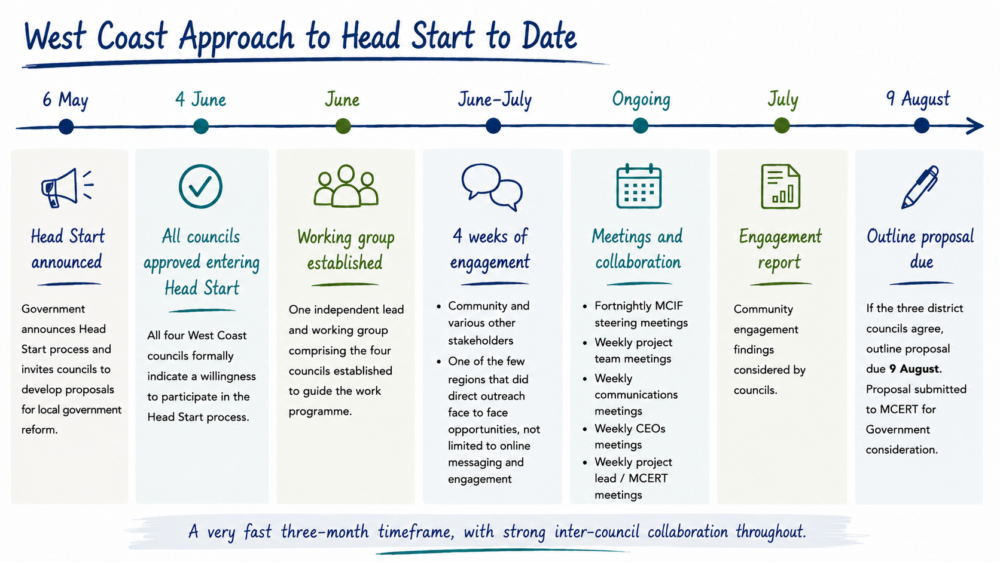 West Coast Approach to Head Start to Date
6 May
4 June
June
June–July
Ongoing
July
9 August
Head Start
announced
Government
announces Head
Start process and
invites councils to
develop proposals
for local government
reform.
All councils
approved entering
Head Start
All four West Coast
councils formally
indicate a willingness
to participate in the
Head Start process.
Working group
established
One independent lead
and working group
comprising the four
councils established
to guide the work
programme.
4 weeks of
engagement
• Community and
various other
stakeholders
• One of the few
regions that did
direct outreach
face to face
opportunities, not
limited to online
messaging and
engagement
Meetings and
collaboration
• Fortnightly MCIF
steering meetings
• Weekly project
team meetings
• Weekly
communications
meetings
• Weekly CEOs
meetings
• Weekly project
lead / MCERT
meetings
Engagement
report
Community
engagement
findings
considered by
councils.
Outline proposal
due
If the three district
councils agree,
outline proposal
due 9 August.
Proposal submitted
to MCERT for
Government
consideration.
A very fast three-month timeframe, with strong inter-council collaboration throughout.